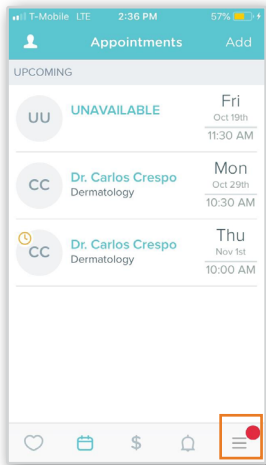 T-Mobile LTE 2:36 PM 57%
Appointments Add
UPCOMING
UU UNAVAILABLE Fri
Oct 19th
11:30 AM
CC Dr. Carlos Crespo Mon
Dermatology Oct 29th
10:30 AM
CC Dr. Carlos Crespo Thu
Dermatology Nov 1st
10:00 AM
$